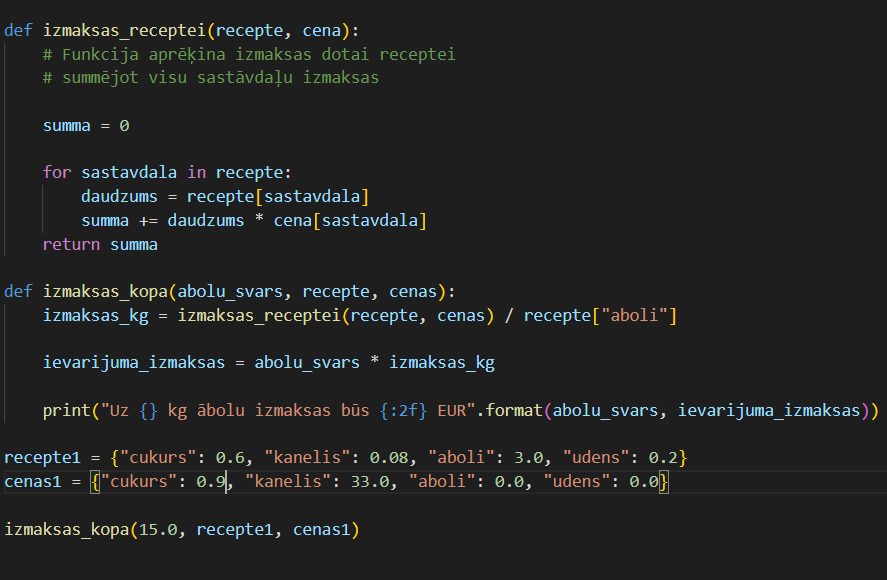 def izmaksas_receptei(recepte, cena):
    # Funkcija aprēķina izmaksas dotai receptei
    # summējot visu sastāvdaļu izmaksas
    summa = 0
    for sastavdala in recepte:
        daudzums = recepte[sastavdala]
        summa += daudzums * cena[sastavdala]
    return summa
def izmaksas_kopa(abolu_svars, recepte, cenas):
    izmaksas_kg = izmaksas_receptei(recepte, cenas) / recepte["aboli"]
    ievarijuma_izmaksas = abolu_svars * izmaksas_kg
    print("Uz {} kg ābolu izmaksas būs {:2f} EUR".format(abolu_svars, ievarijuma_izmaksas))
recepte1 = {"cukurs": 0.6, "kanelis": 0.08, "aboli": 3.0, "udens": 0.2}
cenas1 = {"cukurs": 0.9, "kanelis": 33.0, "aboli": 0.0, "udens": 0.0}
izmaksas_kopa(15.0, recepte1, cenas1)